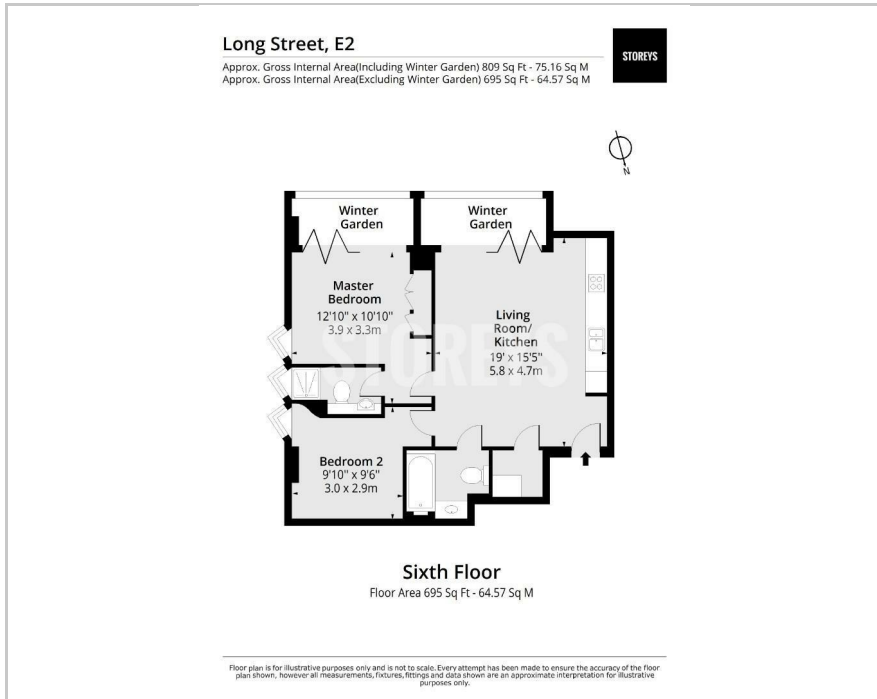 Long Street, E2
STOREYS
Approx. Gross Internal Area(Including Winter Garden) 809 Sq Ft - 75.16 Sq M
Approx. Gross Internal Area(Excluding Winter Garden) 695 Sq Ft - 64.57 Sq M
N
Winter
Garden
Winter
Garden
Master
Bedroom
12'10" x 10'10"
3.9 x 3.3m
Living
Room/
Kitchen
19' x 15'5"
5.8 x 4.7m
STOREYS
Bedroom 2
9'10" x 9'6"
3.0 x 2.9m
Sixth Floor
Floor Area 695 Sq Ft - 64.57 Sq M
Floor plan is for illustrative purposes only and is not to scale. Every attempt has been made to ensure the accuracy of the floor
plan shown, however all measurements, fixtures, fittings and data shown are an approximate interpretation for illustrative
purposes only.